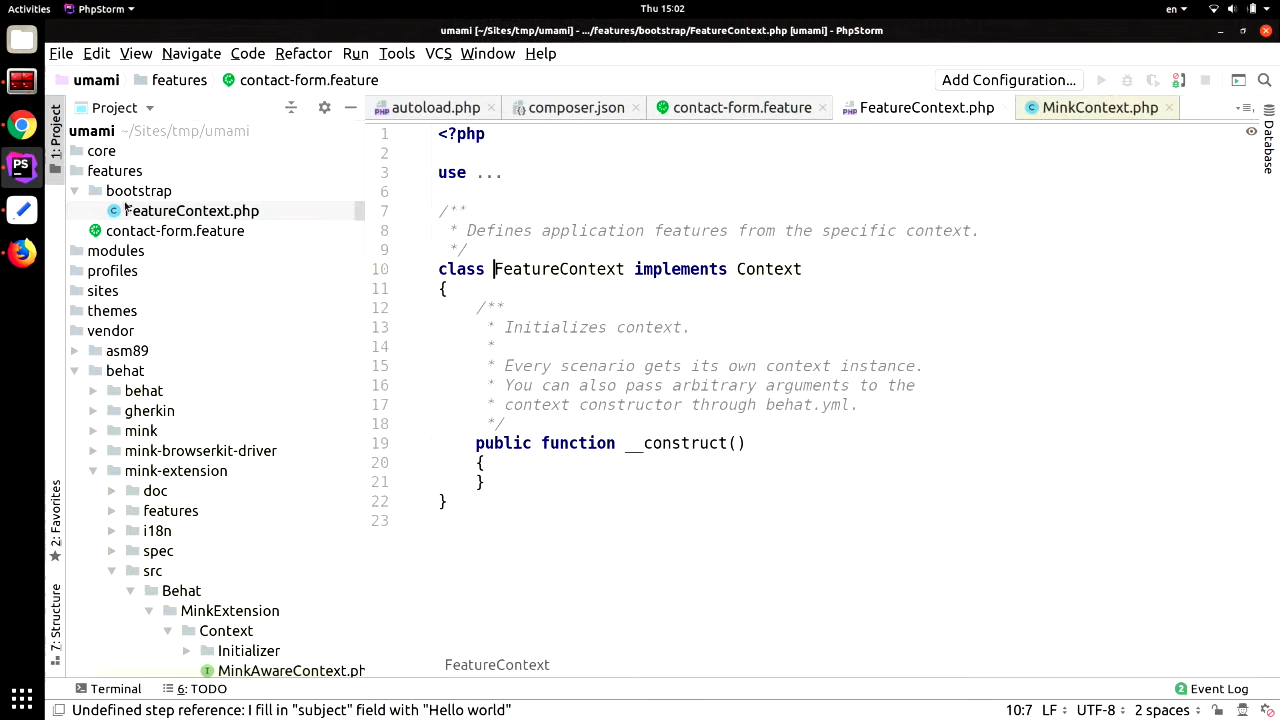 Activities PhpStorm Thu 15:02 en
umami [~/Sites/tmp/umami] - .../features/bootstrap/FeatureContext.php [umami] - PhpStorm
File Edit View Navigate Code Refactor Run Tools VCS Window Help
umami features contact-form.feature Add Configuration...
Project autoload.php composer.json contact-form.feature FeatureContext.php MinkContext.php
1: Project
Database
2: Favorites
7: Structure
umami ~/Sites/tmp/umami
core
features
bootstrap
FeatureContext.php
contact-form.feature
modules
profiles
sites
themes
vendor
asm89
behat
behat
gherkin
mink
mink-browserkit-driver
mink-extension
doc
features
i18n
spec
src
Behat
MinkExtension
Context
Initializer
MinkAwareContext.ph
1 <?php
2
3 use ...
6
7 /**
8 * Defines application features from the specific context.
9 */
10 class FeatureContext implements Context
11 {
12 /**
13 * Initializes context.
14 *
15 * Every scenario gets its own context instance.
16 * You can also pass arbitrary arguments to the
17 * context constructor through behat.yml.
18 */
19 public function __construct()
20 {
21 }
22 }
23
FeatureContext
Terminal 6: TODO 2 Event Log
Undefined step reference: I fill in "subject" field with "Hello world" 10:7 LF UTF-8 2 spaces